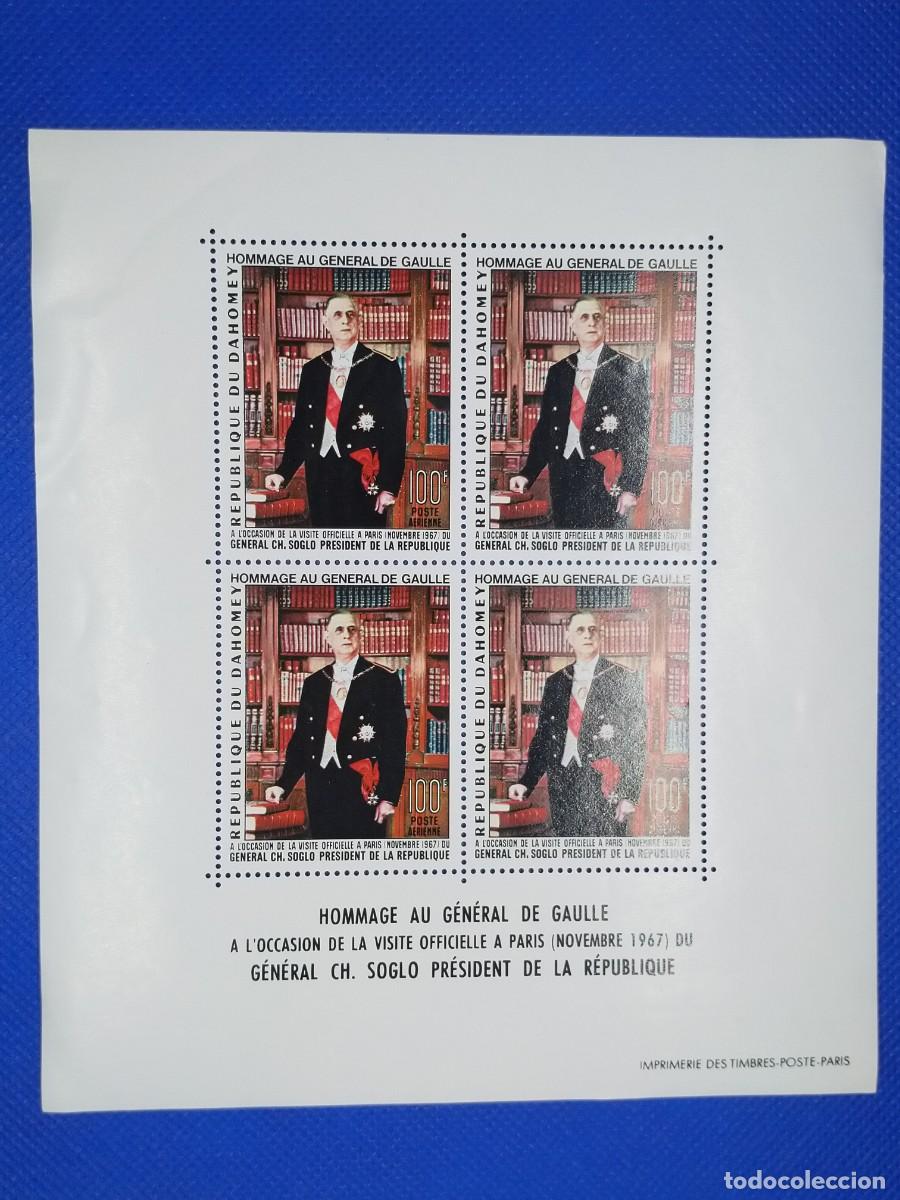 HOMMAGE AU GENERAL DE GAULLE
REPUBLIQUE DU DAHOMEY
100F
POSTE
AERIENNE
A L'OCCASION DE LA VISITE OFFICIELLE A PARIS (NOVEMBRE 1967) DU
GENERAL CH. SOGLO PRESIDENT DE LA REPUBLIQUE
HOMMAGE AU GENERAL DE GAULLE
REPUBLIQUE DU DAHOMEY
100F
POSTE
A L'OCCASION DE LA VISITE OFFICIELLE A PARIS (NOVEMBRE 1967) DU
GENERAL CH. SOGLO PRESIDENT DE LA REPUBLIQUE
HOMMAGE AU GENERAL DE GAULLE
REPUBLIQUE DU DAHOMEY
100F
POSTE
AERIENNE
A L'OCCASION DE LA VISITE OFFICIELLE A PARIS (NOVEMBRE 1967) DU
GENERAL CH. SOGLO PRESIDENT DE LA REPUBLIQUE
HOMMAGE AU GENERAL DE GAULLE
REPUBLIQUE DU DAHOMEY
100F
A L'OCCASION DE LA VISITE OFFICIELLE A PARIS (NOVEMBRE 1967) DU
GENERAL CH. SOGLO PRESIDENT DE LA REPUBLIQUE
HOMMAGE AU GÉNÉRAL DE GAULLE
A L'OCCASION DE LA VISITE OFFICIELLE A PARIS (NOVEMBRE 1967) DU
GÉNÉRAL CH. SOGLO PRÉSIDENT DE LA RÉPUBLIQUE
IMPRIMERIE DES TIMBRES-POSTE-PARIS
todocoleccion